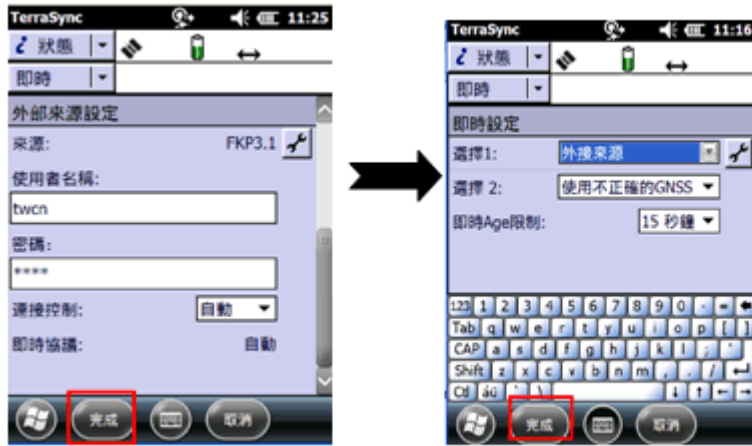 TerraSync 11:25
狀態
即時
外部來源設定
來源: FKP3.1
使用者名稱:
twcn
密碼:
****
連接控制: 自動
即時協議: 自動
完成 取消
TerraSync 11:16
狀態
即時
即時設定
選擇1: 外接來源
選擇 2: 使用不正確的GNSS
即時Age限制: 15 秒鐘
123 1 2 3 4 5 6 7 8 9 0 - =
Tab q w e r t y u i o p [ ]
CAP a s d f g h j k l ; '
Shift z x c v b n m , . /
Ctl áü ` \
完成 取消